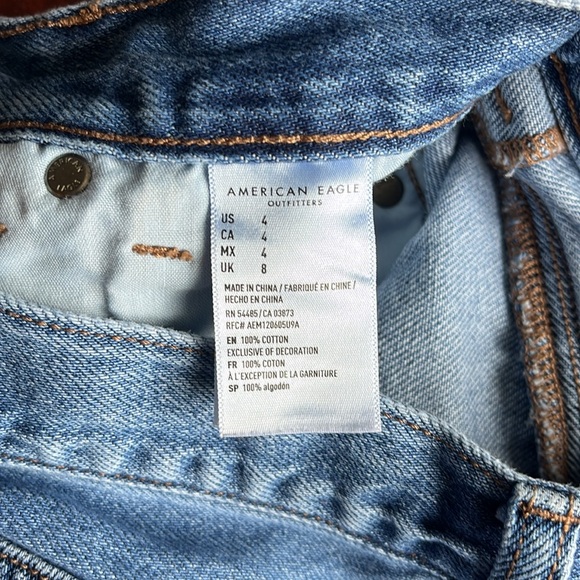 AMERICAN EAGLE
OUTFITTERS
US 4
CA 4
MX 4
UK 8
MADE IN CHINA / FABRIQUÉ EN CHINE /
HECHO EN CHINA
RN 54485/CA 03873
RFC# AEM120605U9A
EN 100% COTTON
EXCLUSIVE OF DECORATION
FR 100% COTON
À L'EXCEPTION DE LA GARNITURE
SP 100% algodón
AMERICAN